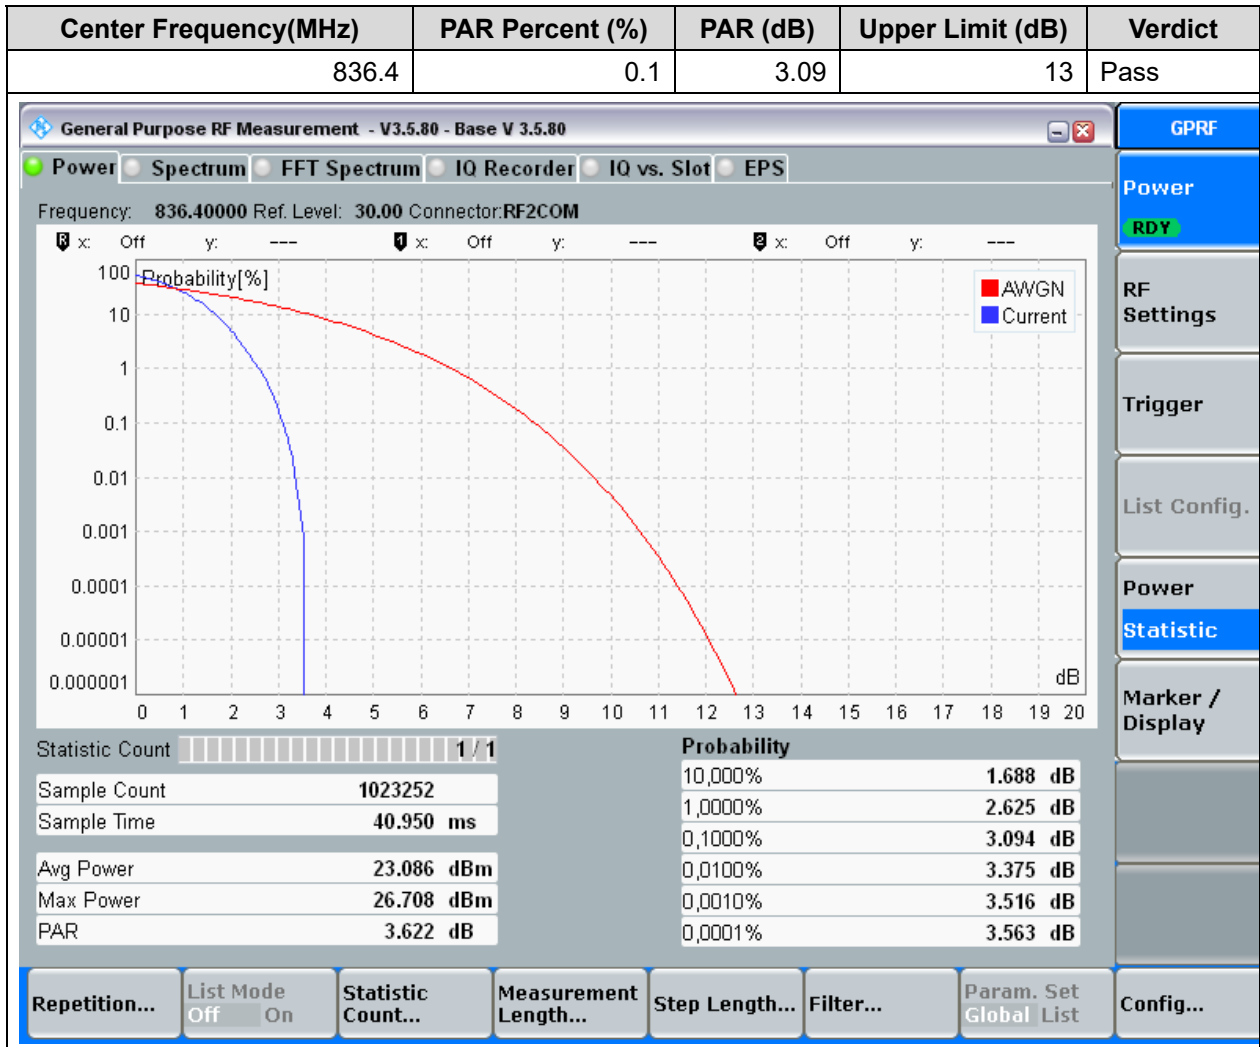 Center Frequency(MHz) PAR Percent (%) PAR (dB) Upper Limit (dB) Verdict
836.4 0.1 3.09 13 Pass
General Purpose RF Measurement - V3.5.80 - Base V 3.5.80
GPRF
Power Spectrum FFT Spectrum IQ Recorder IQ vs. Slot EPS
Power
RDY
Frequency: 836.40000 Ref. Level: 30.00 Connector:RF2COM
R x: Off y: --- 1 x: Off y: --- 2 x: Off y: ---
Probability[%]
AWGN
Current
100
10
1
0.1
0.01
0.001
0.0001
0.00001
0.000001
dB
0 1 2 3 4 5 6 7 8 9 10 11 12 13 14 15 16 17 18 19 20
RF
Settings
Trigger
List Config.
Power
Statistic
Marker /
Display
Statistic Count 1 / 1
Sample Count 1023252
Sample Time 40.950 ms
Avg Power 23.086 dBm
Max Power 26.708 dBm
PAR 3.622 dB
Probability
10,000% 1.688 dB
1,0000% 2.625 dB
0,1000% 3.094 dB
0,0100% 3.375 dB
0,0010% 3.516 dB
0,0001% 3.563 dB
Repetition...
List Mode
Off On
Statistic
Count...
Measurement
Length...
Step Length...
Filter...
Param. Set
Global List
Config...